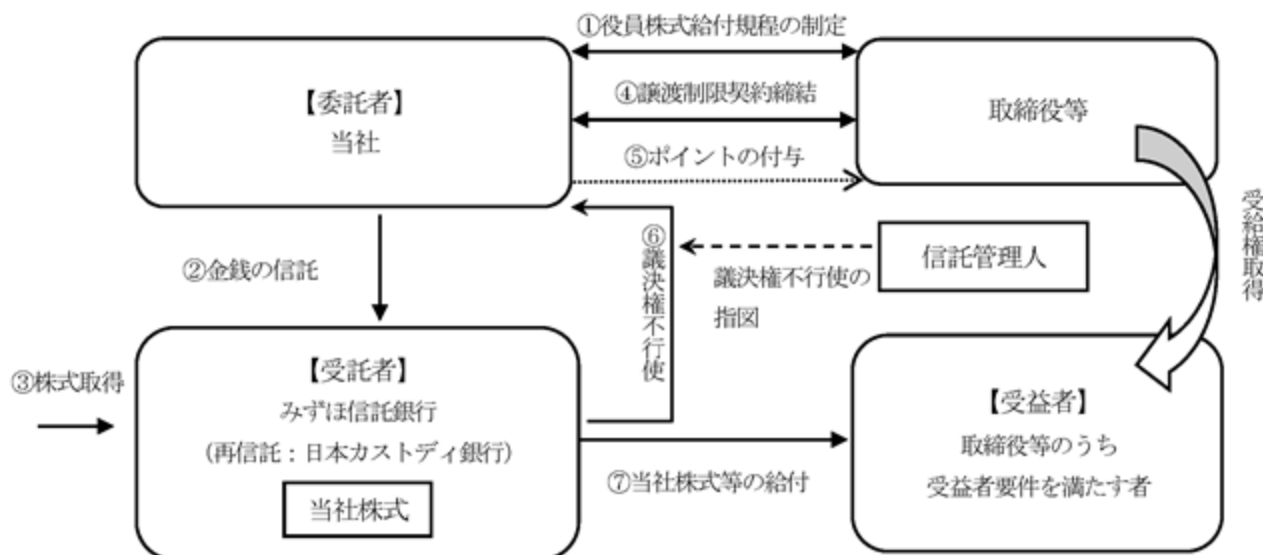 ①役員株式給付規程の制定
【委託者】
当社
④譲渡制限契約締結
取締役等
⑤ポイントの付与
受給権取得
②金銭の信託
⑥議決権不行使
信託管理人
議決権不行使の
指図
③株式取得
【受託者】
みずほ信託銀行
(再信託：日本カストディ銀行)
当社株式
⑦当社株式等の給付
【受益者】
取締役等のうち
受益者要件を満たす者